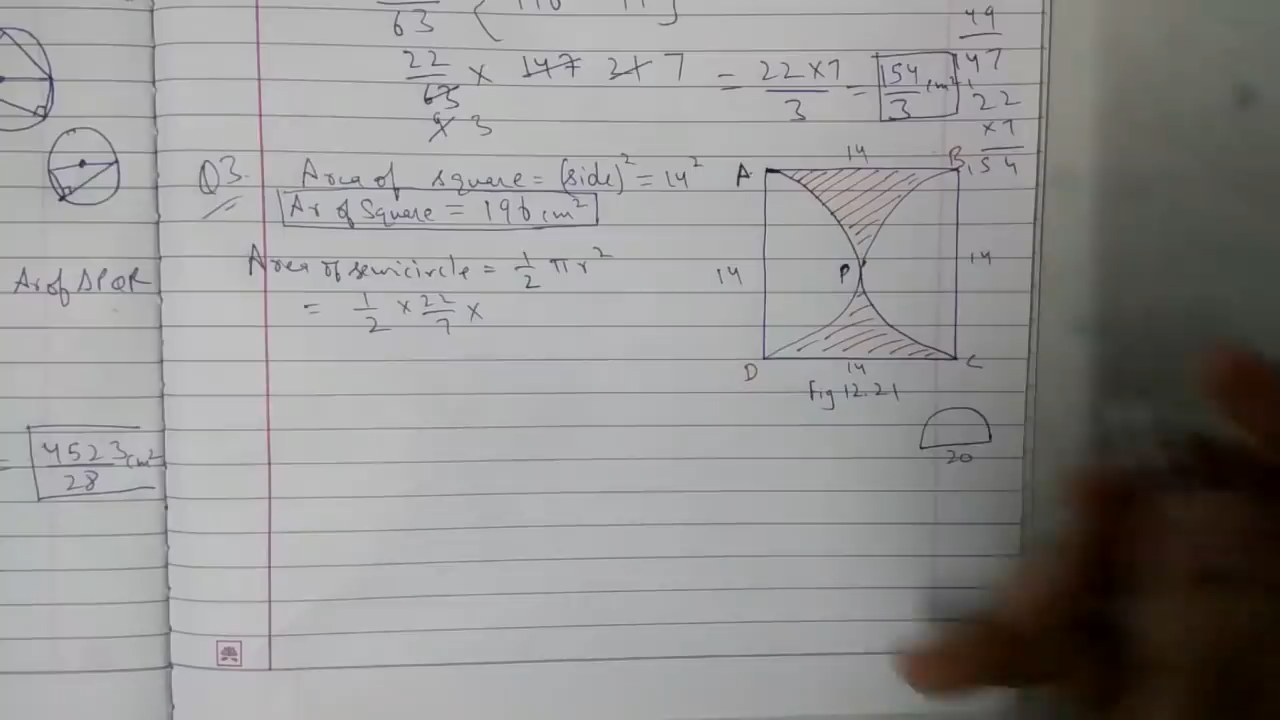 63
22/63 × 147 21 7 = 22×7/3 = 154/3 cm²
9 3
49
147
22
×7
154
Q3. Area of square = (side)² = 14²
Ar of Square = 196 cm²
Area of semicircle = 1/2 πr²
= 1/2 × 22/7 ×
A 14 B
14 P 14
D 14 C
Fig 12.21
20
Ar of ΔPQR
= 4523/28 cm²